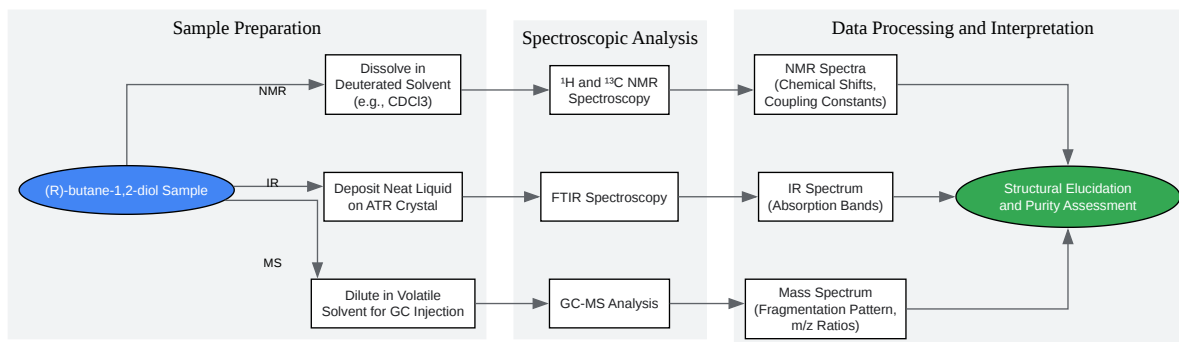 Sample Preparation
Spectroscopic Analysis
Data Processing and Interpretation
(R)-butane-1,2-diol Sample
NMR
Dissolve in
Deuterated Solvent
(e.g., CDCl3)
¹H and ¹³C NMR
Spectroscopy
NMR Spectra
(Chemical Shifts,
Coupling Constants)
IR
Deposit Neat Liquid
on ATR Crystal
FTIR Spectroscopy
IR Spectrum
(Absorption Bands)
MS
Dilute in Volatile
Solvent for GC Injection
GC-MS Analysis
Mass Spectrum
(Fragmentation Pattern,
m/z Ratios)
Structural Elucidation
and Purity Assessment